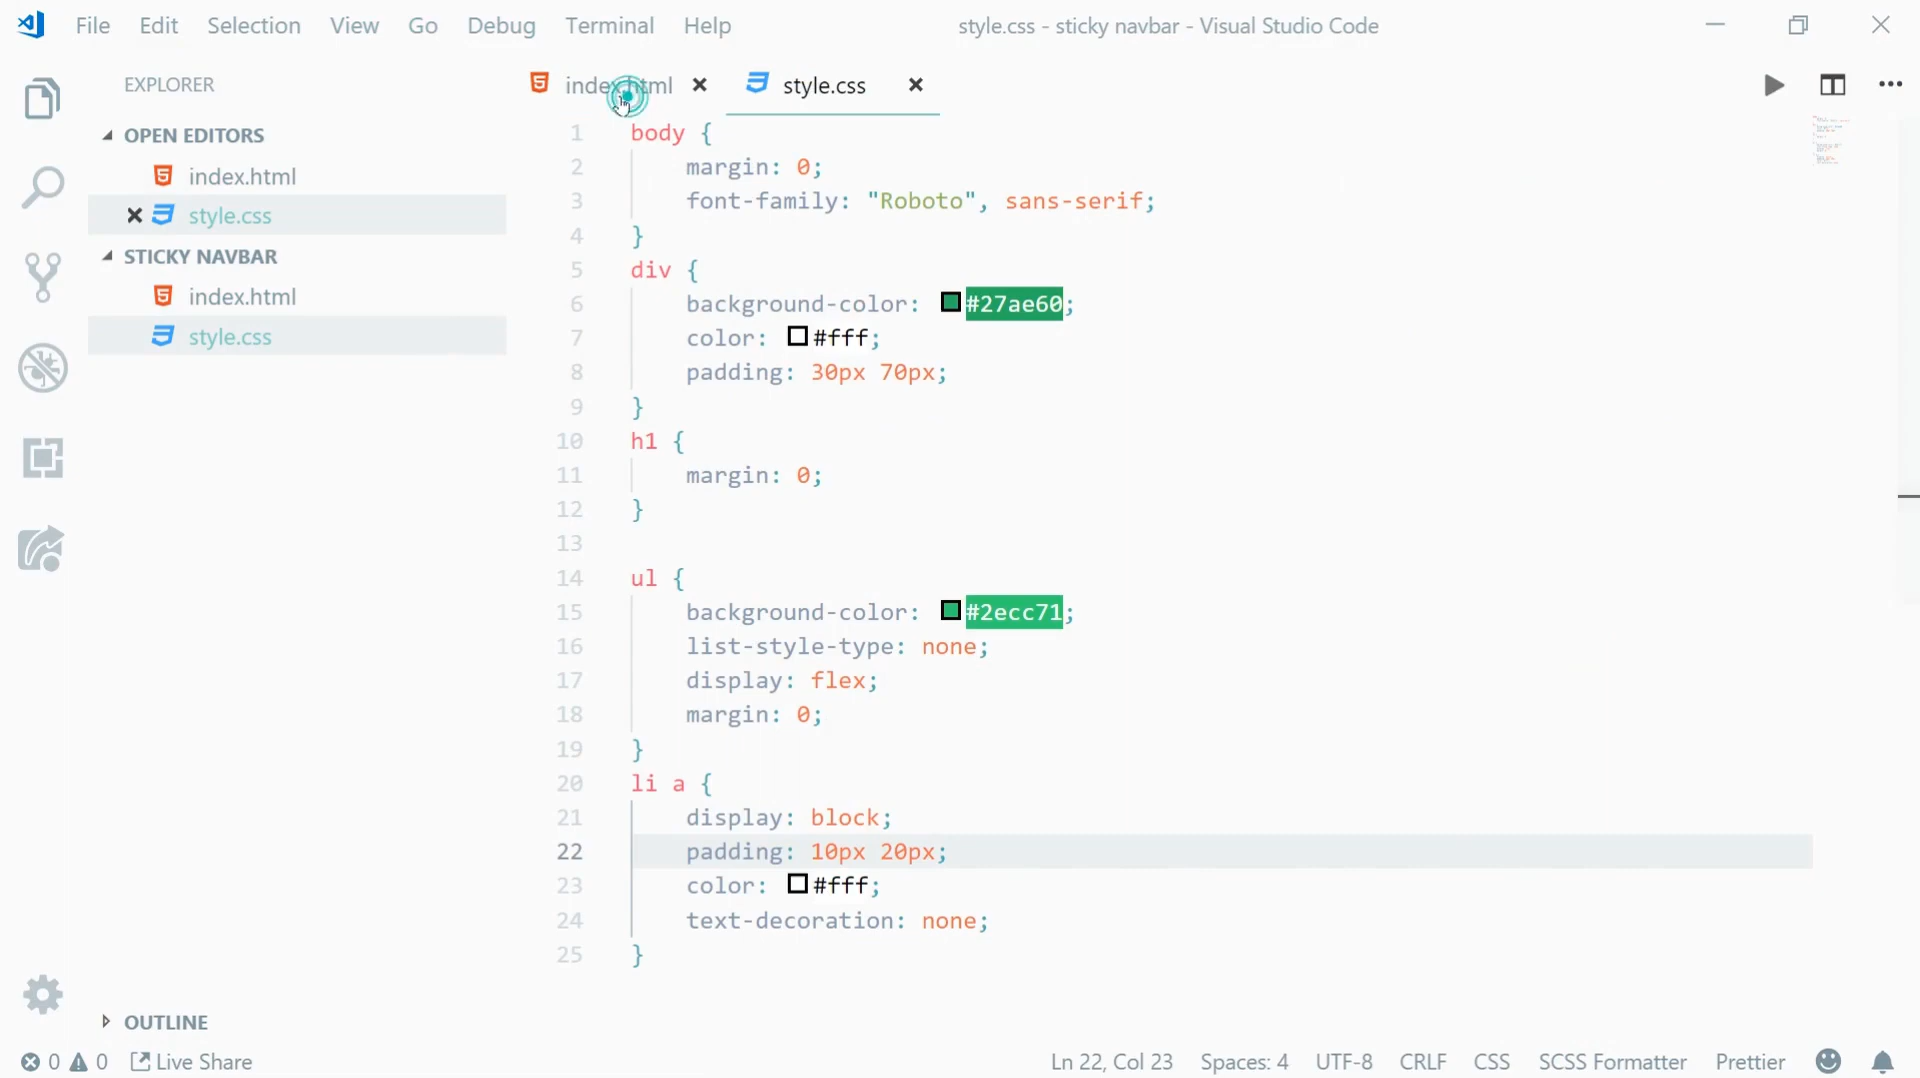 File Edit Selection View Go Debug Terminal Help style.css - sticky navbar - Visual Studio Code
EXPLORER
OPEN EDITORS
index.html
style.css
STICKY NAVBAR
index.html
style.css
OUTLINE
index.html style.css
1 body {
2 margin: 0;
3 font-family: "Roboto", sans-serif;
4 }
5 div {
6 background-color: #27ae60;
7 color: #fff;
8 padding: 30px 70px;
9 }
10 h1 {
11 margin: 0;
12 }
13
14 ul {
15 background-color: #2ecc71;
16 list-style-type: none;
17 display: flex;
18 margin: 0;
19 }
20 li a {
21 display: block;
22 padding: 10px 20px;
23 color: #fff;
24 text-decoration: none;
25 }
0 0 Live Share Ln 22, Col 23 Spaces: 4 UTF-8 CRLF CSS SCSS Formatter Prettier